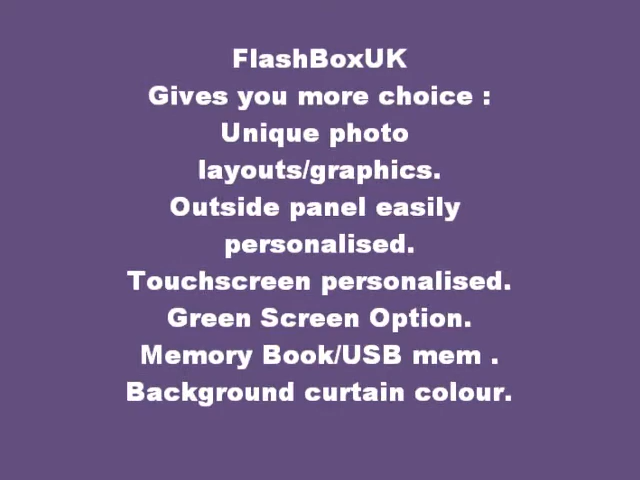 FlashBoxUK
Gives you more choice :
Unique photo
layouts/graphics.
Outside panel easily
personalised.
Touchscreen personalised.
Green Screen Option.
Memory Book/USB mem .
Background curtain colour.